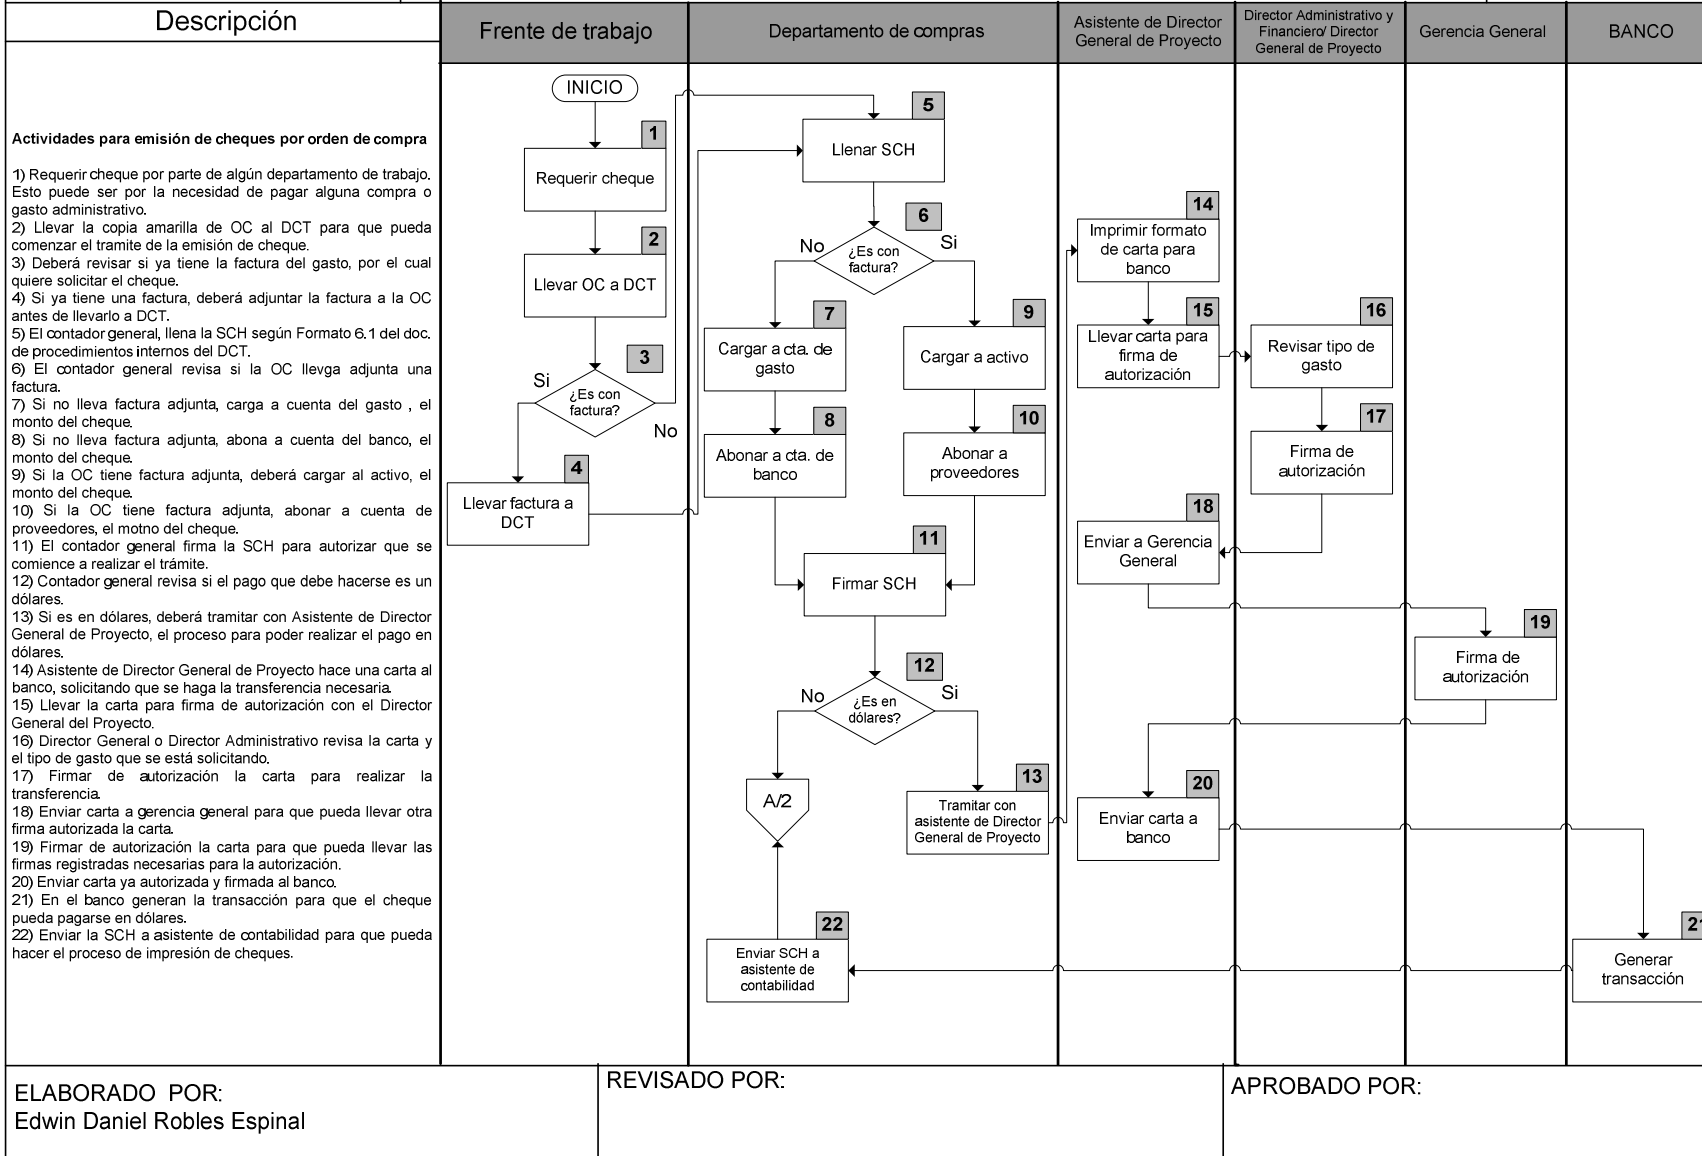 Descripción
Frente de trabajo
Departamento de compras
Asistente de Director
General de Proyecto
Director Administrativo y
Financiero/ Director
General de Proyecto
Gerencia General
BANCO
Actividades para emisión de cheques por orden de compra
1) Requerir cheque por parte de algún departamento de trabajo.
Esto puede ser por la necesidad de pagar alguna compra o
gasto administrativo.
2) Llevar la copia amarilla de OC al DCT para que pueda
comenzar el tramite de la emisión de cheque.
3) Deberá revisar si ya tiene la factura del gasto, por el cual
quiere solicitar el cheque.
4) Si ya tiene una factura, deberá adjuntar la factura a la OC
antes de llevarlo a DCT.
5) El contador general, llena la SCH según Formato 6.1 del doc.
de procedimientos internos del DCT.
6) El contador general revisa si la OC llevga adjunta una
factura.
7) Si no lleva factura adjunta, carga a cuenta del gasto , el
monto del cheque.
8) Si no lleva factura adjunta, abona a cuenta del banco, el
monto del cheque.
9) Si la OC tiene factura adjunta, deberá cargar al activo, el
monto del cheque.
10) Si la OC tiene factura adjunta, abonar a cuenta de
proveedores, el motno del cheque.
11) El contador general firma la SCH para autorizar que se
comience a realizar el trámite.
12) Contador general revisa si el pago que debe hacerse es un
dólares.
13) Si es en dólares, deberá tramitar con Asistente de Director
General de Proyecto, el proceso para poder realizar el pago en
dólares.
14) Asistente de Director General de Proyecto hace una carta al
banco, solicitando que se haga la transferencia necesaria.
15) Llevar la carta para firma de autorización con el Director
General del Proyecto.
16) Director General o Director Administrativo revisa la carta y
el tipo de gasto que se está solicitando.
17) Firmar de autorización la carta para realizar la
transferencia.
18) Enviar carta a gerencia general para que pueda llevar otra
firma autorizada la carta.
19) Firmar de autorización la carta para que pueda llevar las
firmas registradas necesarias para la autorización.
20) Enviar carta ya autorizada y firmada al banco.
21) En el banco generan la transacción para que el cheque
pueda pagarse en dólares.
22) Enviar la SCH a asistente de contabilidad para que pueda
hacer el proceso de impresión de cheques.
INICIO
1
Requerir cheque
2
Llevar OC a DCT
3
Si
¿Es con
factura?
No
4
Llevar factura a
DCT
5
Llenar SCH
6
No
¿Es con
factura?
Si
7
Cargar a cta. de
gasto
9
Cargar a activo
8
Abonar a cta. de
banco
10
Abonar a
proveedores
11
Firmar SCH
12
No
¿Es en
dólares?
Si
A/2
13
Tramitar con
asistente de Director
General de Proyecto
22
Enviar SCH a
asistente de
contabilidad
14
Imprimir formato
de carta para
banco
15
Llevar carta para
firma de
autorización
16
Revisar tipo de
gasto
17
Firma de
autorización
18
Enviar a Gerencia
General
19
Firma de
autorización
20
Enviar carta a
banco
21
Generar
transacción
ELABORADO POR:
Edwin Daniel Robles Espinal
REVISADO POR:
APROBADO POR: